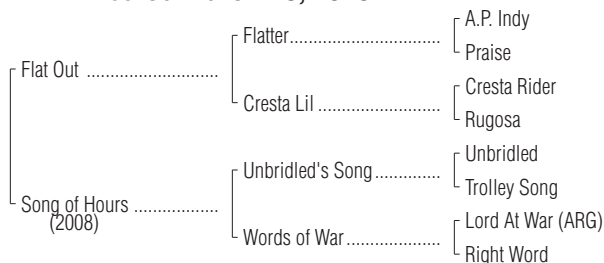 Flat Out
Song of Hours
(2008)
Flatter
Cresta Lil
Unbridled's Song
Words of War
A.P. Indy
Praise
Cresta Rider
Rugosa
Unbridled
Trolley Song
Lord At War (ARG)
Right Word